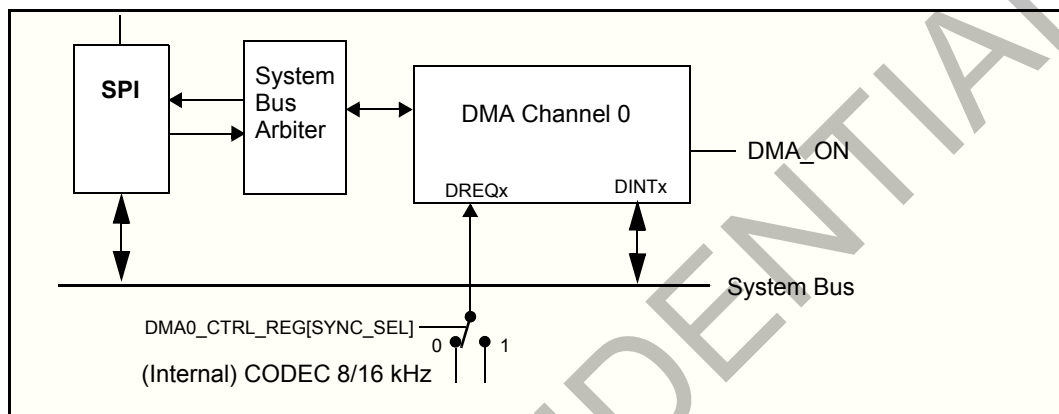 SPI
System
Bus
Arbiter
DMA Channel 0
DREQx
DINTx
DMA_ON
System Bus
DMA0_CTRL_REG[SYNC_SEL]
0
1
(Internal) CODEC 8/16 kHz
DENTIAL